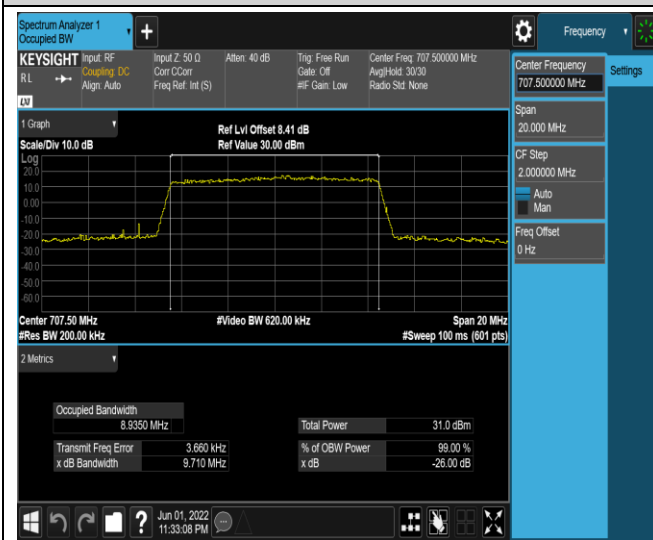 Spectrum Analyzer 1
Occupied BW
+
Frequency
KEYSIGHT
RL
LXI
Input: RF
Coupling: DC
Align: Auto
Input Z: 50 Ω
Corr CCorr
Freq Ref: Int (S)
Atten: 40 dB
Trig: Free Run
Gate: Off
#IF Gain: Low
Center Freq: 707.500000 MHz
Avg|Hold: 30/30
Radio Std: None
Center Frequency
707.500000 MHz
Settings
Span
20.000 MHz
CF Step
2.000000 MHz
Auto
Man
Freq Offset
0 Hz
1 Graph
Scale/Div 10.0 dB
Ref Lvl Offset 8.41 dB
Ref Value 30.00 dBm
Log
20.0
10.0
0.00
-10.0
-20.0
-30.0
-40.0
-50.0
-60.0
Center 707.50 MHz
#Res BW 200.00 kHz
#Video BW 620.00 kHz
Span 20 MHz
#Sweep 100 ms (601 pts)
2 Metrics
Occupied Bandwidth
8.9350 MHz
Total Power 31.0 dBm
Transmit Freq Error 3.660 kHz
% of OBW Power 99.00 %
x dB Bandwidth 9.710 MHz
x dB -26.00 dB
?
Jun 01, 2022
11:33:08 PM